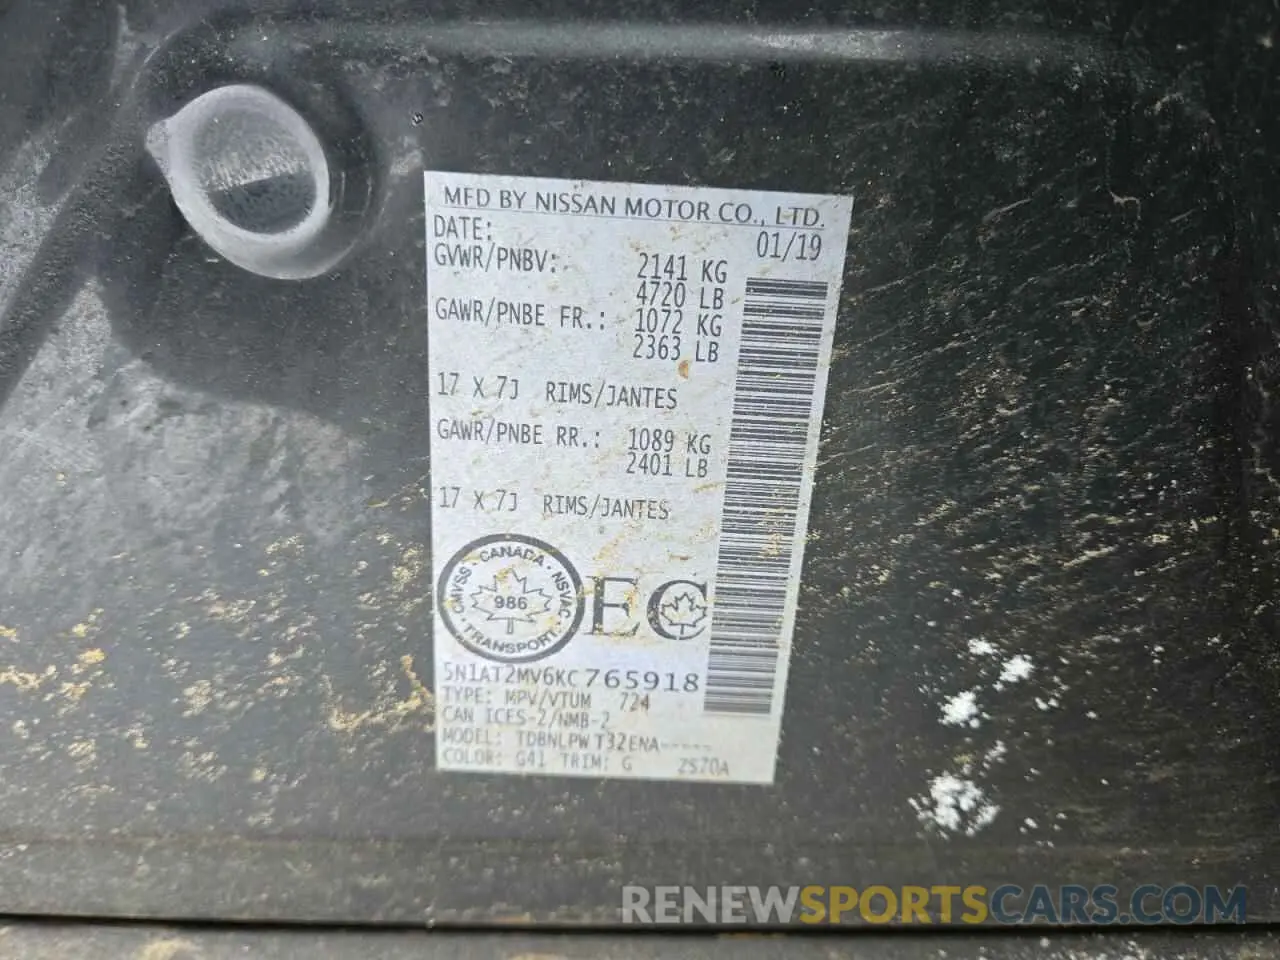 MFD BY NISSAN MOTOR CO., LTD.
DATE: 01/19
GVWR/PNBV: 2141 KG
4720 LB
GAWR/PNBE FR.: 1072 KG
2363 LB
17 X 7J RIMS/JANTES
GAWR/PNBE RR.: 1089 KG
2401 LB
17 X 7J RIMS/JANTES
CMVSS · CANADA · NSVAC · TRANSPORT ·
986
EC
5N1AT2MV6KC765918
TYPE: MPV/VTUM 724
CAN ICES-2/NMB-2
MODEL: TDBNLPW T32ENA-----
COLOR: G41 TRIM: G 2570A
RENEWSPORTSCARS.COM